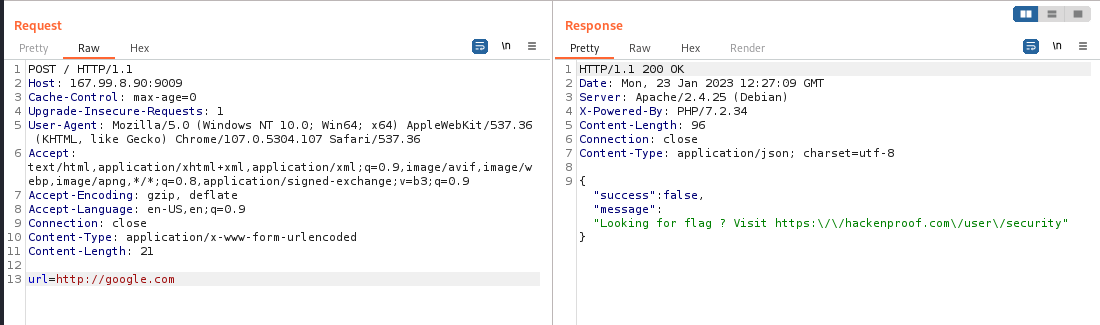 Request
Pretty Raw Hex
\n
1 POST / HTTP/1.1
2 Host: 167.99.8.90:9009
3 Cache-Control: max-age=0
4 Upgrade-Insecure-Requests: 1
5 User-Agent: Mozilla/5.0 (Windows NT 10.0; Win64; x64) AppleWebKit/537.36
(KHTML, like Gecko) Chrome/107.0.5304.107 Safari/537.36
6 Accept:
text/html,application/xhtml+xml,application/xml;q=0.9,image/avif,image/w
ebp,image/apng,*/*;q=0.8,application/signed-exchange;v=b3;q=0.9
7 Accept-Encoding: gzip, deflate
8 Accept-Language: en-US,en;q=0.9
9 Connection: close
10 Content-Type: application/x-www-form-urlencoded
11 Content-Length: 21
12
13 url=http://google.com
Response
Pretty Raw Hex Render
\n
1 HTTP/1.1 200 OK
2 Date: Mon, 23 Jan 2023 12:27:09 GMT
3 Server: Apache/2.4.25 (Debian)
4 X-Powered-By: PHP/7.2.34
5 Content-Length: 96
6 Connection: close
7 Content-Type: application/json; charset=utf-8
8
9 {
"success":false,
"message":
"Looking for flag ? Visit https:\/\/hackenproof.com\/user\/security"
}